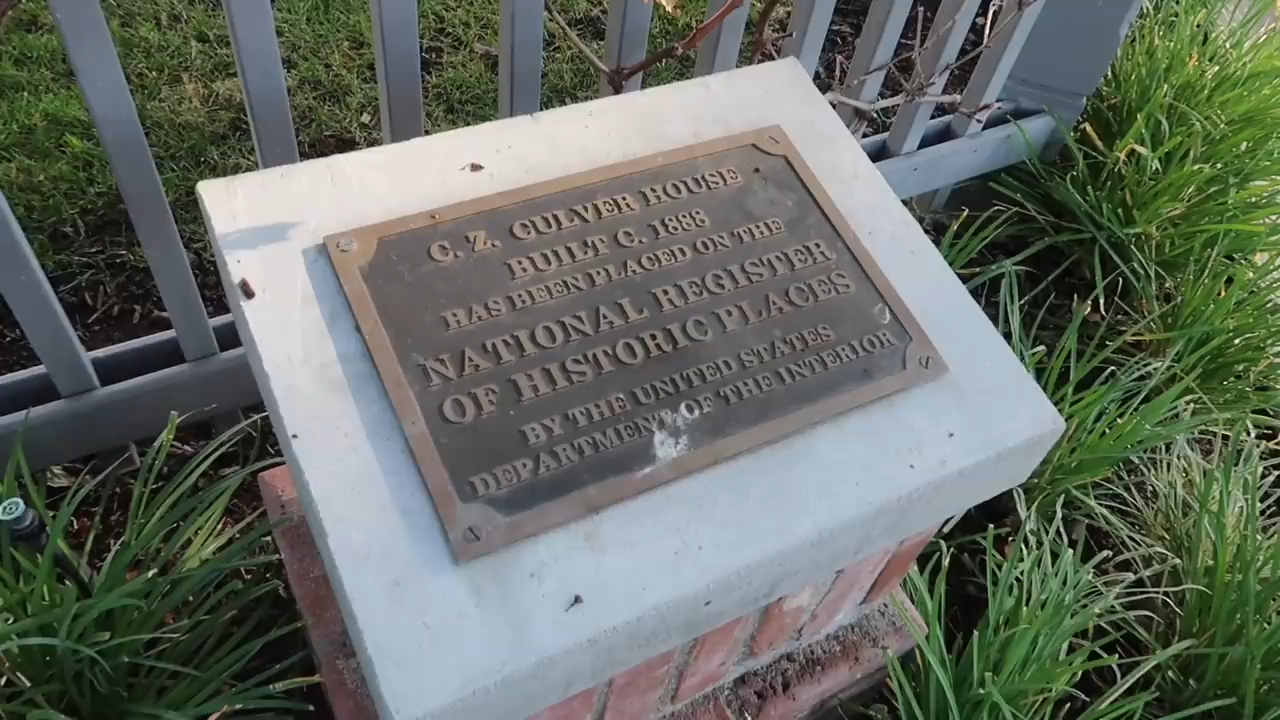 C. Z. CULVER HOUSE
BUILT C. 1888
HAS BEEN PLACED ON THE
NATIONAL REGISTER
OF HISTORIC PLACES
BY THE UNITED STATES
DEPARTMENT OF THE INTERIOR